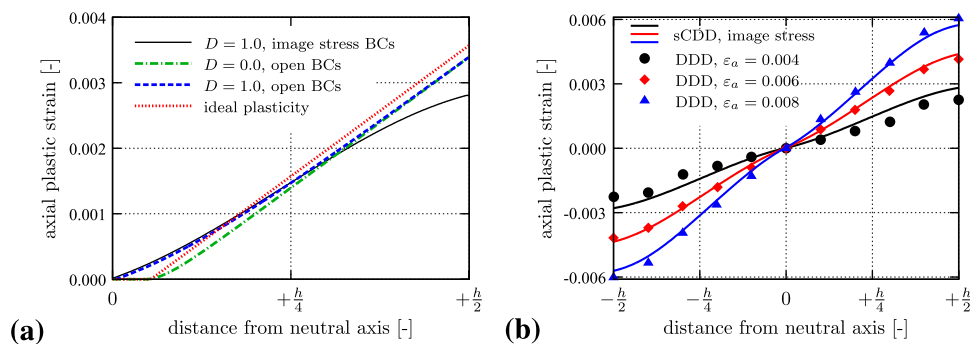 (a)
axial plastic strain [-]
0.004
0.003
0.002
0.001
0.000
D = 1.0, image stress BCs
D = 0.0, open BCs
D = 1.0, open BCs
ideal plasticity
0
+h/4
+h/2
distance from neutral axis [-]
(b)
axial plastic strain [-]
0.006
0.003
0.000
-0.003
-0.006
sCDD, image stress
DDD, εa = 0.004
DDD, εa = 0.006
DDD, εa = 0.008
−h/2
−h/4
0
+h/4
+h/2
distance from neutral axis [-]